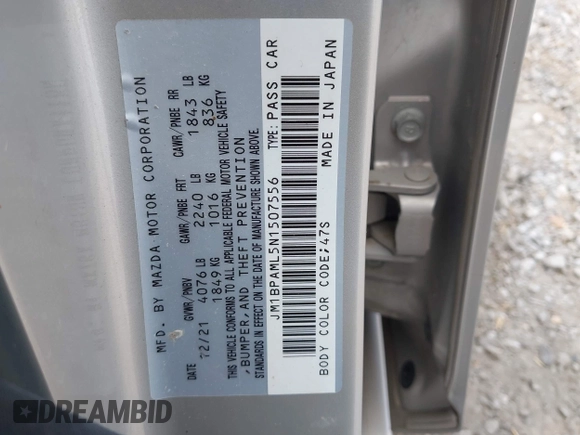 MFD. BY MAZDA MOTOR CORPORATION
DATE GVWR/PNBV GAWR/PNBE FRT GAWR/PNBE RR
12/21 4076 LB 2240 LB 1843 LB
1849 KG 1016 KG 836 KG
THIS VEHICLE CONFORMS TO ALL APPLICABLE FEDERAL MOTOR VEHICLE SAFETY
, BUMPER, AND THEFT PREVENTION
STANDARDS IN EFFECT ON THE DATE OF MANUFACTURE SHOWN ABOVE.
JM1BPAML5N1507556 TYPE: PASS CAR
BODY COLOR CODE;47S MADE IN JAPAN
DREAMBID